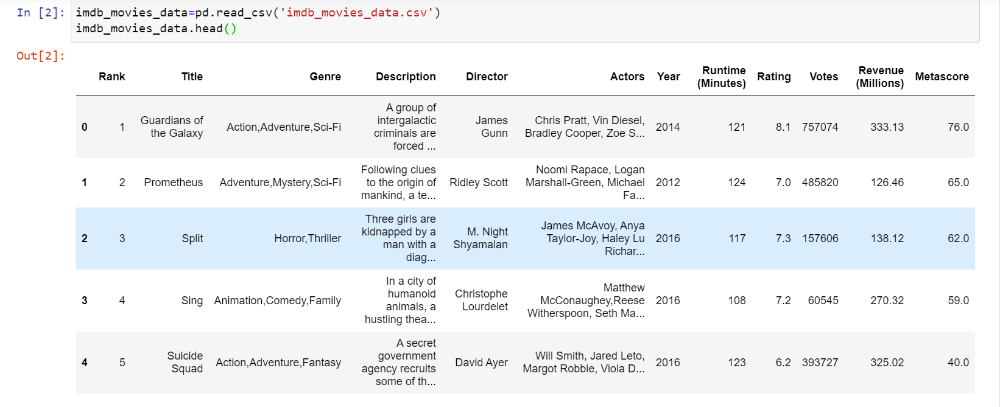 In [2]: imdb_movies_data=pd.read_csv('imdb_movies_data.csv')
imdb_movies_data.head()
Out[2]:
Rank Title Genre Description Director Actors Year Runtime (Minutes) Rating Votes Revenue (Millions) Metascore
0 1 Guardians of the Galaxy Action,Adventure,Sci-Fi A group of intergalactic criminals are forced ... James Gunn Chris Pratt, Vin Diesel, Bradley Cooper, Zoe S... 2014 121 8.1 757074 333.13 76.0
1 2 Prometheus Adventure,Mystery,Sci-Fi Following clues to the origin of mankind, a te... Ridley Scott Noomi Rapace, Logan Marshall-Green, Michael Fa... 2012 124 7.0 485820 126.46 65.0
2 3 Split Horror,Thriller Three girls are kidnapped by a man with a diag... M. Night Shyamalan James McAvoy, Anya Taylor-Joy, Haley Lu Richar... 2016 117 7.3 157606 138.12 62.0
3 4 Sing Animation,Comedy,Family In a city of humanoid animals, a hustling thea... Christophe Lourdelet Matthew McConaughey,Reese Witherspoon, Seth Ma... 2016 108 7.2 60545 270.32 59.0
4 5 Suicide Squad Action,Adventure,Fantasy A secret government agency recruits some of th... David Ayer Will Smith, Jared Leto, Margot Robbie, Viola D... 2016 123 6.2 393727 325.02 40.0